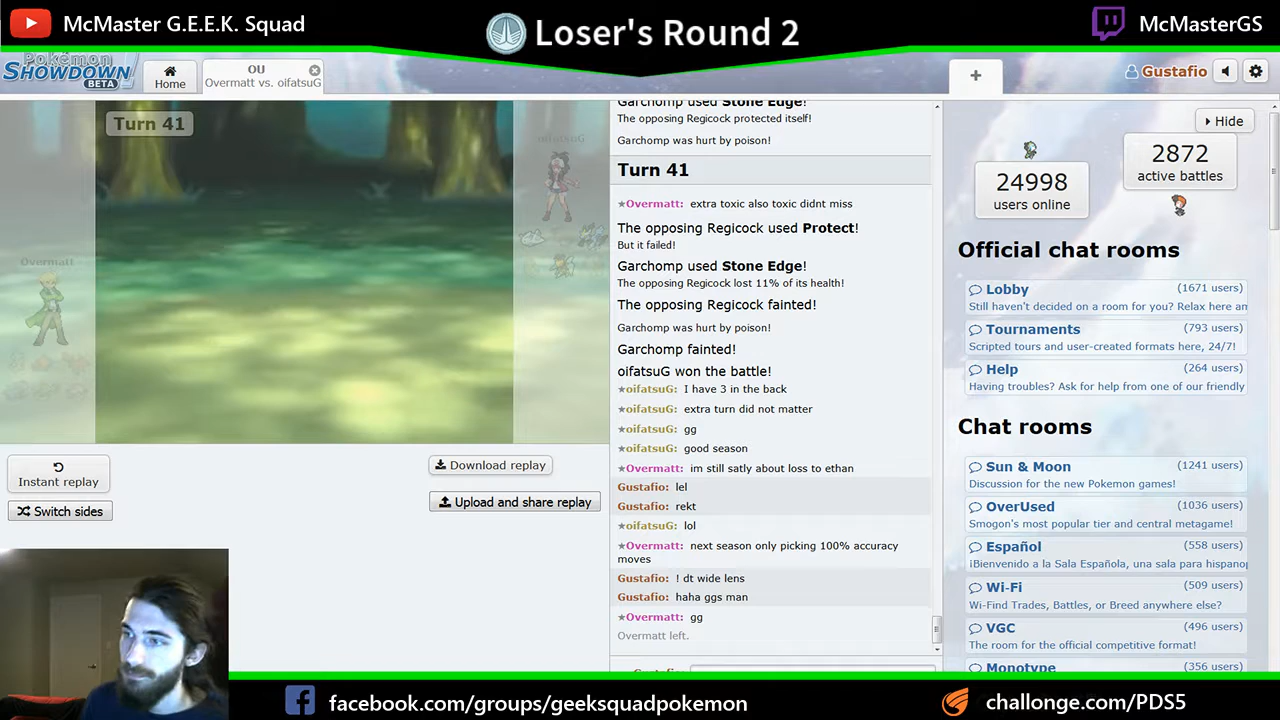 McMaster G.E.E.K. Squad
Loser's Round 2
McMasterGS
Pokémon
SHOWDOWN
BETA
Home
OU
Overmatt vs. oifatsuG
+
Gustafio
Turn 41
oifatsuG
Overmatt
Garchomp used Stone Edge!
The opposing Regicock protected itself!
Garchomp was hurt by poison!
Turn 41
★Overmatt: extra toxic also toxic didnt miss
The opposing Regicock used Protect!
But it failed!
Garchomp used Stone Edge!
The opposing Regicock lost 11% of its health!
The opposing Regicock fainted!
Garchomp was hurt by poison!
Garchomp fainted!
oifatsuG won the battle!
★oifatsuG: I have 3 in the back
★oifatsuG: extra turn did not matter
★oifatsuG: gg
★oifatsuG: good season
★Overmatt: im still satly about loss to ethan
Gustafio: lel
Gustafio: rekt
★oifatsuG: lol
★Overmatt: next season only picking 100% accuracy
moves
Gustafio: ! dt wide lens
Gustafio: haha ggs man
★Overmatt: gg
Overmatt left.
Instant replay
Switch sides
Download replay
Upload and share replay
Hide
24998
users online
2872
active battles
Official chat rooms
Lobby (1671 users)
Still haven't decided on a room for you? Relax here an
Tournaments (793 users)
Scripted tours and user-created formats here, 24/7!
Help (264 users)
Having troubles? Ask for help from one of our friendly
Chat rooms
Sun & Moon (1241 users)
Discussion for the new Pokemon games!
OverUsed (1036 users)
Smogon's most popular tier and central metagame!
Español (558 users)
¡Bienvenido a la Sala Española, una sala para hispanop
Wi-Fi (509 users)
Wi-Find Trades, Battles, or Breed anywhere else?
VGC (496 users)
The room for the official competitive format!
Monotype (356 users)
facebook.com/groups/geeksquadpokemon
challonge.com/PDS5